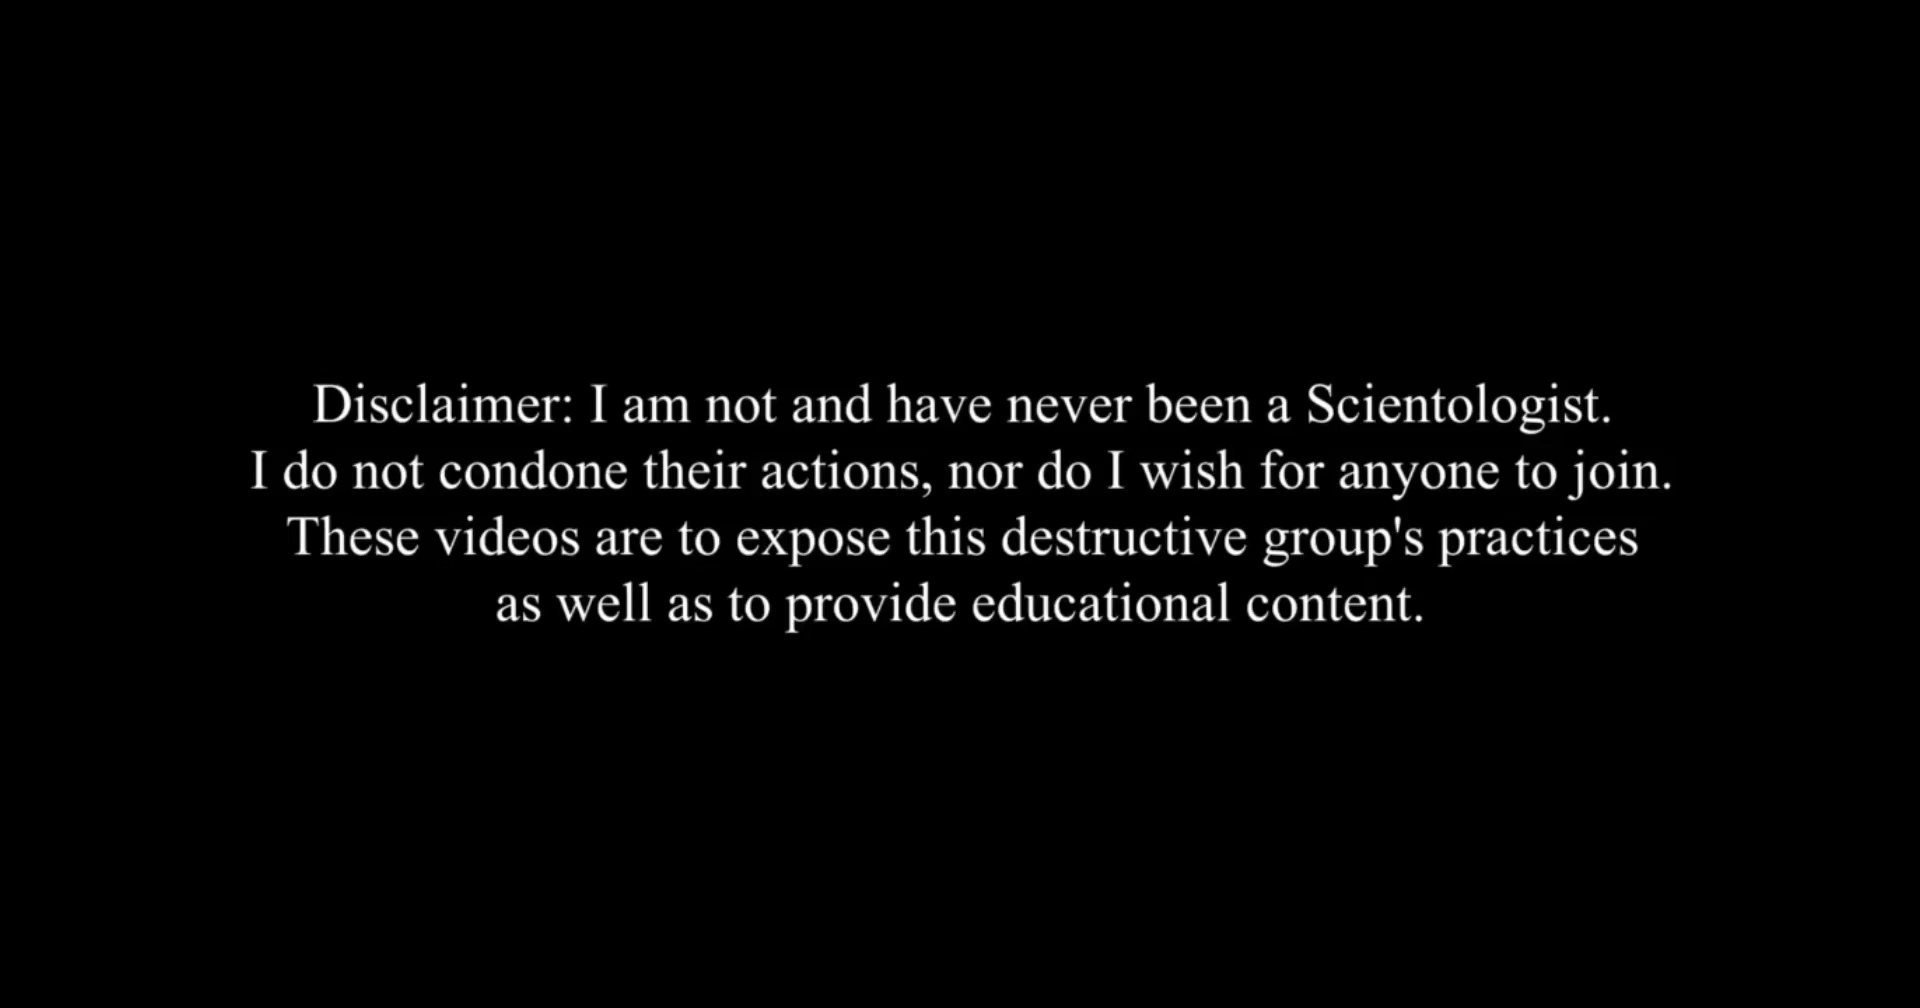 Disclaimer: I am not and have never been a Scientologist.
I do not condone their actions, nor do I wish for anyone to join.
These videos are to expose this destructive group's practices
as well as to provide educational content.